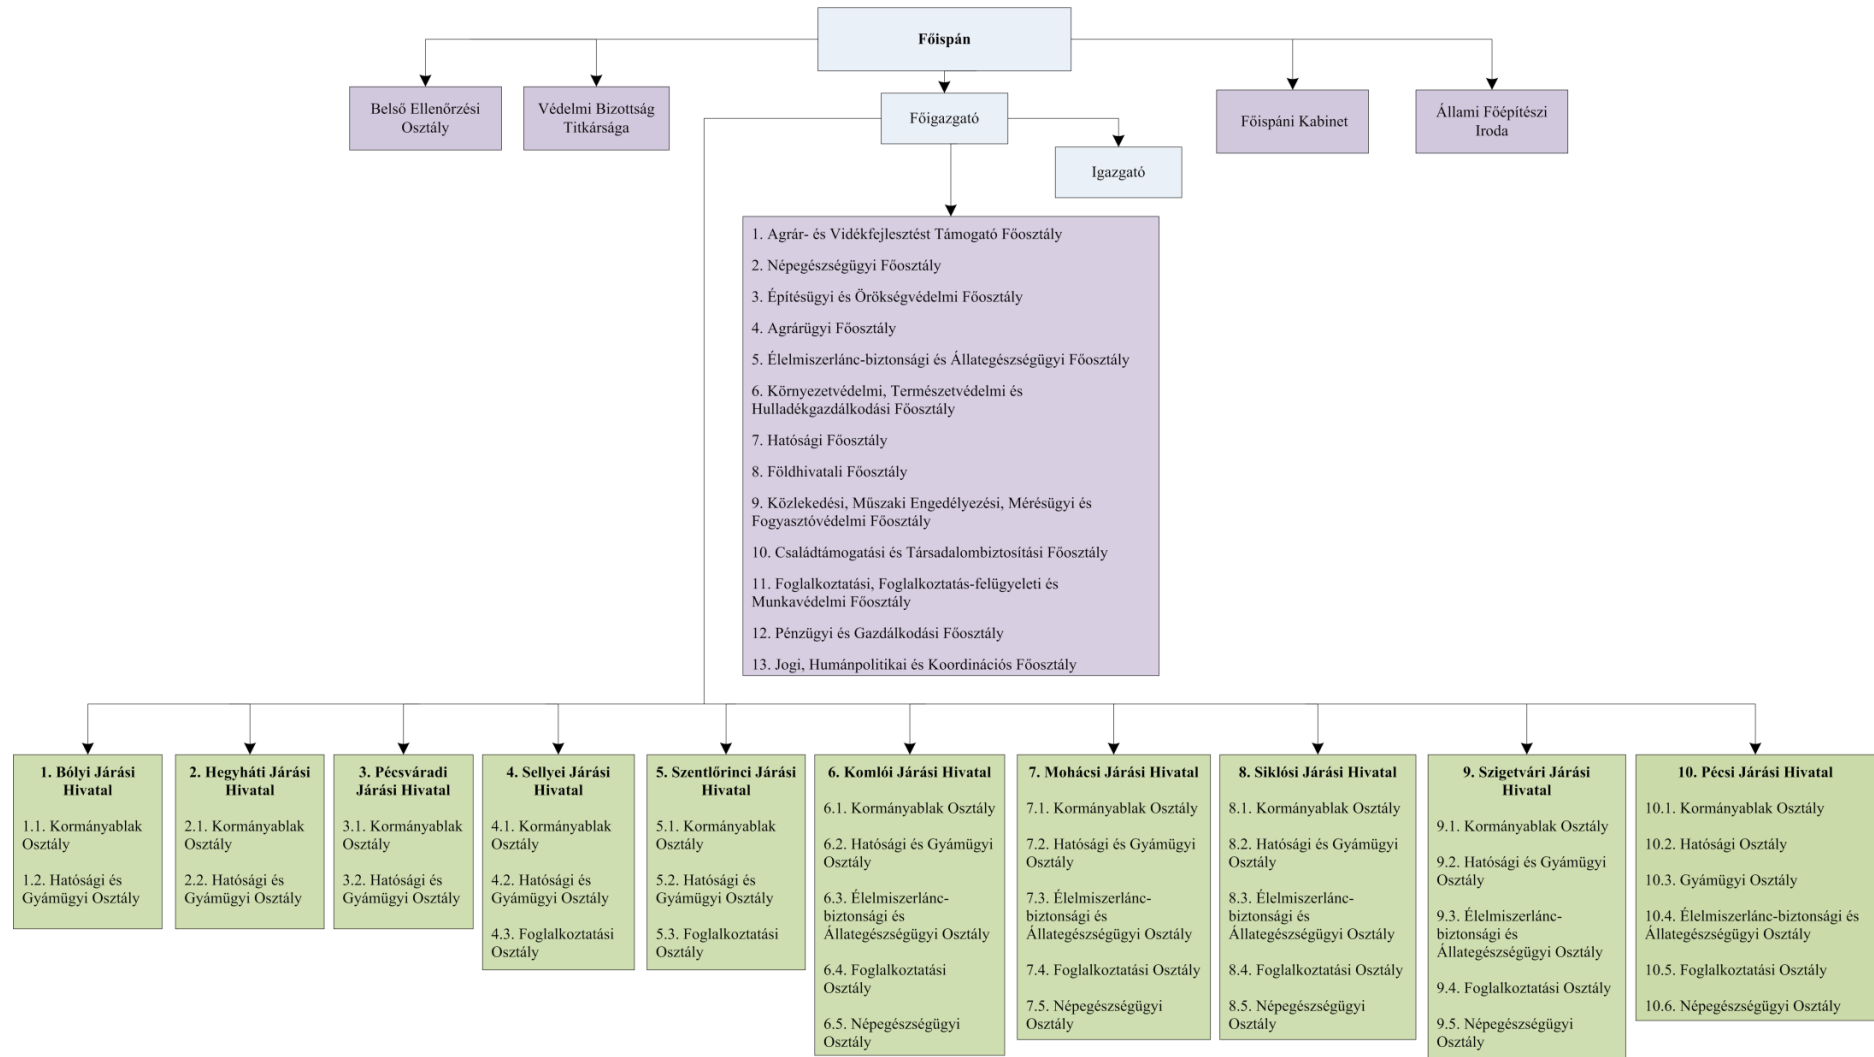 Főispán
Belső Ellenőrzési
Osztály
Védelmi Bizottság
Titkársága
Főigazgató
Főispáni Kabinet
Állami Főépítészi
Iroda
Igazgató
1. Agrár- és Vidékfejlesztést Támogató Főosztály
2. Népegészségügyi Főosztály
3. Építésügyi és Örökségvédelmi Főosztály
4. Agrárügyi Főosztály
5. Élelmiszerlánc-biztonsági és Állategészségügyi Főosztály
6. Környezetvédelmi, Természetvédelmi és
Hulladékgazdálkodási Főosztály
7. Hatósági Főosztály
8. Földhivatali Főosztály
9. Közlekedési, Műszaki Engedélyezési, Mérésügyi és
Fogyasztóvédelmi Főosztály
10. Családtámogatási és Társadalombiztosítási Főosztály
11. Foglalkoztatási, Foglalkoztatás-felügyeleti és
Munkavédelmi Főosztály
12. Pénzügyi és Gazdálkodási Főosztály
13. Jogi, Humánpolitikai és Koordinációs Főosztály
1. Bólyi Járási
Hivatal
1.1. Kormányablak
Osztály
1.2. Hatósági és
Gyámügyi Osztály
2. Hegyháti Járási
Hivatal
2.1. Kormányablak
Osztály
2.2. Hatósági és
Gyámügyi Osztály
3. Pécsváradi
Járási Hivatal
3.1. Kormányablak
Osztály
3.2. Hatósági és
Gyámügyi Osztály
4. Sellyei Járási
Hivatal
4.1. Kormányablak
Osztály
4.2. Hatósági és
Gyámügyi Osztály
4.3. Foglalkoztatási
Osztály
5. Szentlőrinci Járási
Hivatal
5.1. Kormányablak
Osztály
5.2. Hatósági és
Gyámügyi Osztály
5.3. Foglalkoztatási
Osztály
6. Komlói Járási Hivatal
6.1. Kormányablak Osztály
6.2. Hatósági és Gyámügyi
Osztály
6.3. Élelmiszerlánc-
biztonsági és
Állategészségügyi Osztály
6.4. Foglalkoztatási
Osztály
6.5. Népegészségügyi
Osztály
7. Mohácsi Járási Hivatal
7.1. Kormányablak Osztály
7.2. Hatósági és Gyámügyi
Osztály
7.3. Élelmiszerlánc-
biztonsági és
Állategészségügyi Osztály
7.4. Foglalkoztatási Osztály
7.5. Népegészségügyi
Osztály
8. Siklósi Járási Hivatal
8.1. Kormányablak Osztály
8.2. Hatósági és Gyámügyi
Osztály
8.3. Élelmiszerlánc-
biztonsági és
Állategészségügyi Osztály
8.4. Foglalkoztatási Osztály
8.5. Népegészségügyi
Osztály
9. Szigetvári Járási
Hivatal
9.1. Kormányablak Osztály
9.2. Hatósági és Gyámügyi
Osztály
9.3. Élelmiszerlánc-
biztonsági és
Állategészségügyi Osztály
9.4. Foglalkoztatási Osztály
9.5. Népegészségügyi
Osztály
10. Pécsi Járási Hivatal
10.1. Kormányablak Osztály
10.2. Hatósági Osztály
10.3. Gyámügyi Osztály
10.4. Élelmiszerlánc-biztonsági és
Állategészségügyi Osztály
10.5. Foglalkoztatási Osztály
10.6. Népegészségügyi Osztály